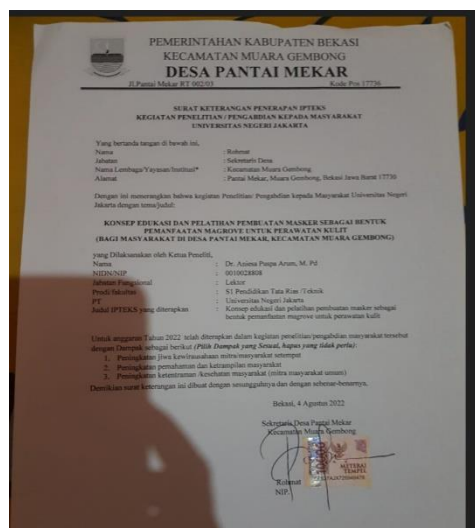 PEMERINTAHAN KABUPATEN BEKASI
KECAMATAN MUARA GEMBONG
DESA PANTAI MEKAR
Jl.Pantai Mekar RT 002/03 Kode Pos 17736
SURAT KETERANGAN PENERAPAN IPTEKS
KEGIATAN PENELITIAN / PENGABDIAN KEPADA MASYARAKAT
UNIVERSITAS NEGERI JAKARTA
Yang bertanda tangan di bawah ini,
Nama : Rohmat
Jabatan : Sekretaris Desa
Nama Lembaga/Yayasan/Institusi* : Kecamatan Muara Gembong
Alamat : Pantai Mekar, Muara Gembong, Bekasi Jawa Barat 17730
Dengan ini menerangkan bahwa kegiatan Penelitian/ Pengabdian kepada Masyarakat Universitas Negeri
Jakarta dengan tema/judul:
KONSEP EDUKASI DAN PELATIHAN PEMBUATAN MASKER SEBAGAI BENTUK
PEMANFAATAN MAGROVE UNTUK PERAWATAN KULIT
(BAGI MASYARAKAT DI DESA PANTAI MEKAR, KECAMATAN MUARA GEMBONG)
yang Dilaksanakan oleh Ketua Peneliti,
Nama : Dr. Aniesa Puspa Arum, M. Pd
NIDN/NIP : 0010028808
Jabatan Fungsional : Lektor
Prodi/fakultas : S1 Pendidikan Tata Rias /Teknik
PT : Universitas Negeri Jakarta
Judul IPTEKS yang diterapkan : Konsep edukasi dan pelatihan pembuatan masker sebagai
bentuk pemanfaatan magrove untuk perawatan kulit
Untuk anggaran Tahun 2022 telah diterapkan dalam kegiatan penelitian/pengabdian masyarakat tersebut
dengan Dampak sebagai berikut (Pilih Dampak yang Sesuai, hapus yang tidak perlu):
1. Peningkatan jiwa kewirausahaan mitra/masyarakat setempat
2. Peningkatan pemahaman dan ketrampilan masyarakat
3. Peningkatan ketentraman /kesehatan masyarakat (mitra masyarakat umum)
Demikian surat keterangan ini dibuat dengan sesungguhnya dan dengan sebenar-benarnya.
Bekasi, 4 Agustus 2022
Sekretaris Desa Pantai Mekar
Kecamatan Muara Gembong
METERAI
TEMPEL
Rohmat
NIP.